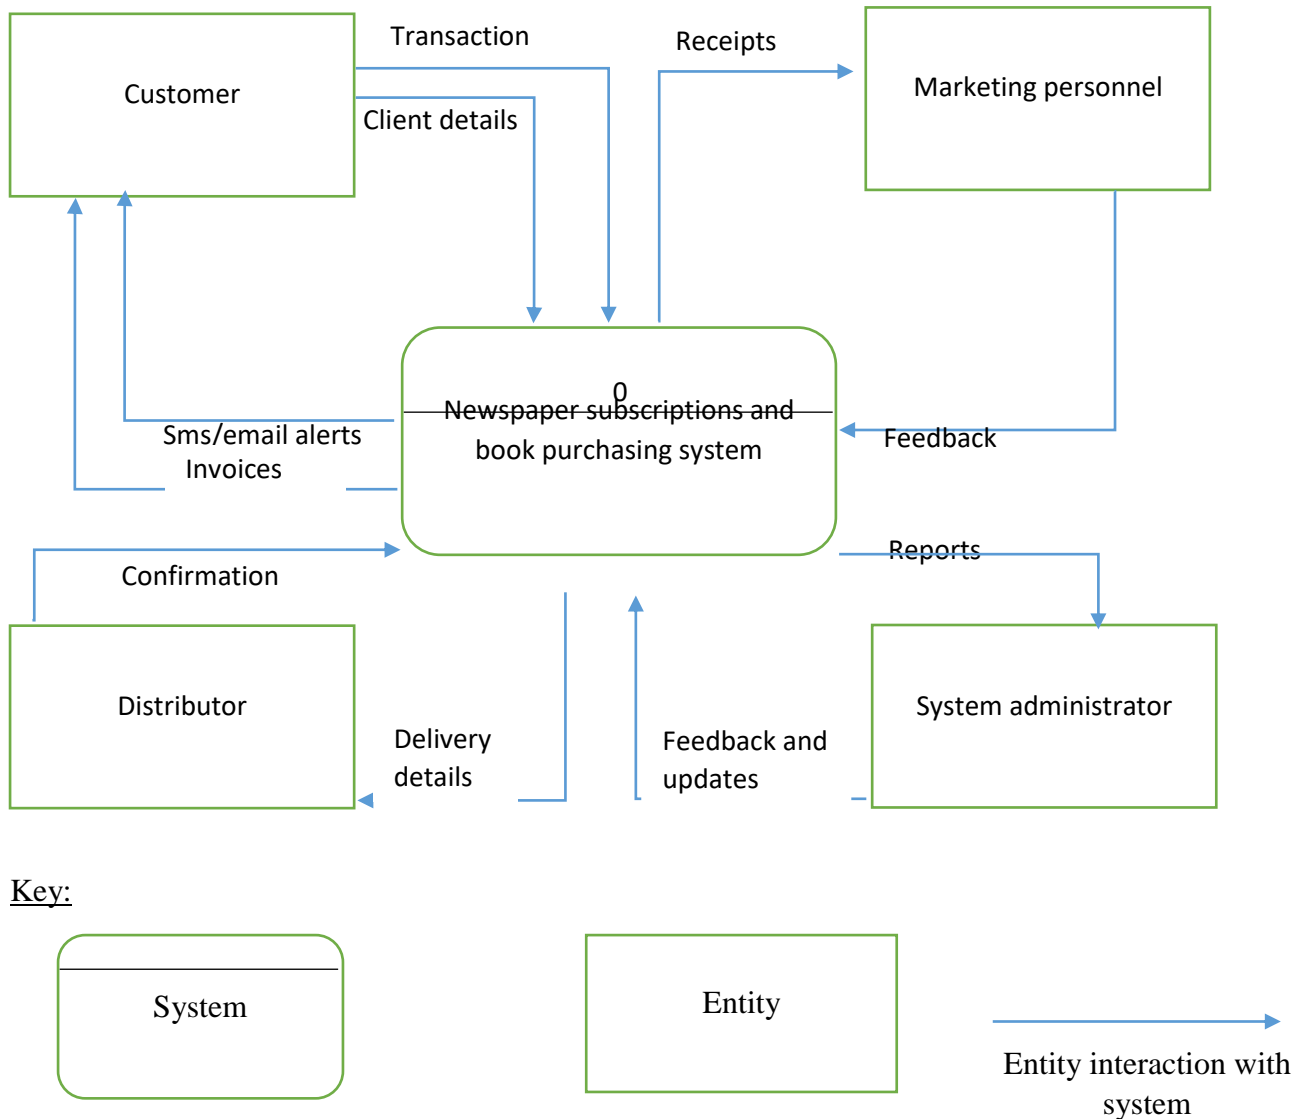 Transaction
Receipts
Customer
Marketing personnel
Client details
0
Newspaper subscriptions and
book purchasing system
Sms/email alerts
Invoices
Feedback
Confirmation
Reports
Distributor
System administrator
Delivery
details
Feedback and
updates
Key:
System
Entity
Entity interaction with
system